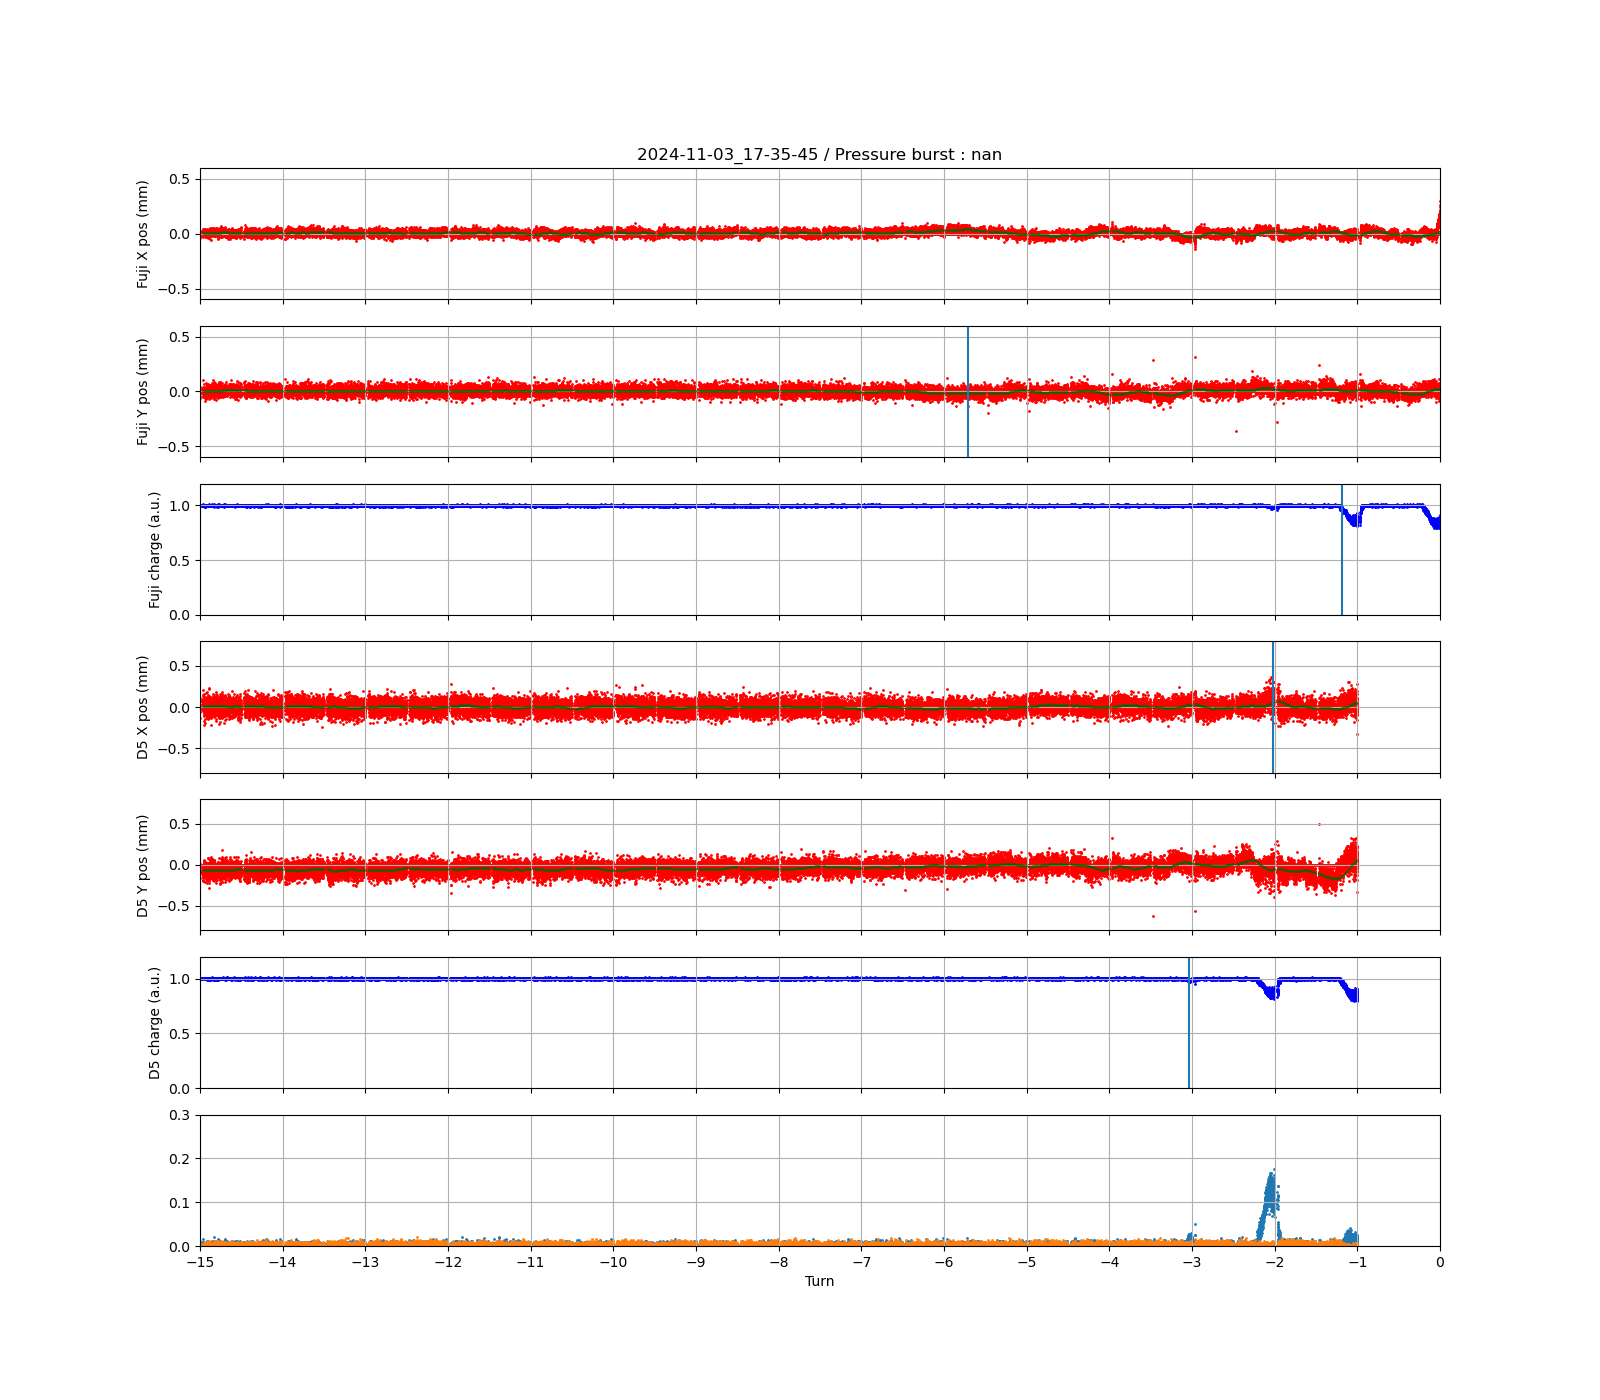 2024-11-03_17-35-45 / Pressure burst : nan
Fuji X pos (mm)
0.5
0.0
−0.5
Fuji Y pos (mm)
0.5
0.0
−0.5
Fuji charge (a.u.)
1.0
0.5
0.0
D5 X pos (mm)
0.5
0.0
−0.5
D5 Y pos (mm)
0.5
0.0
−0.5
D5 charge (a.u.)
1.0
0.5
0.0
0.3
0.2
0.1
0.0
−15 −14 −13 −12 −11 −10 −9 −8 −7 −6 −5 −4 −3 −2 −1 0
Turn